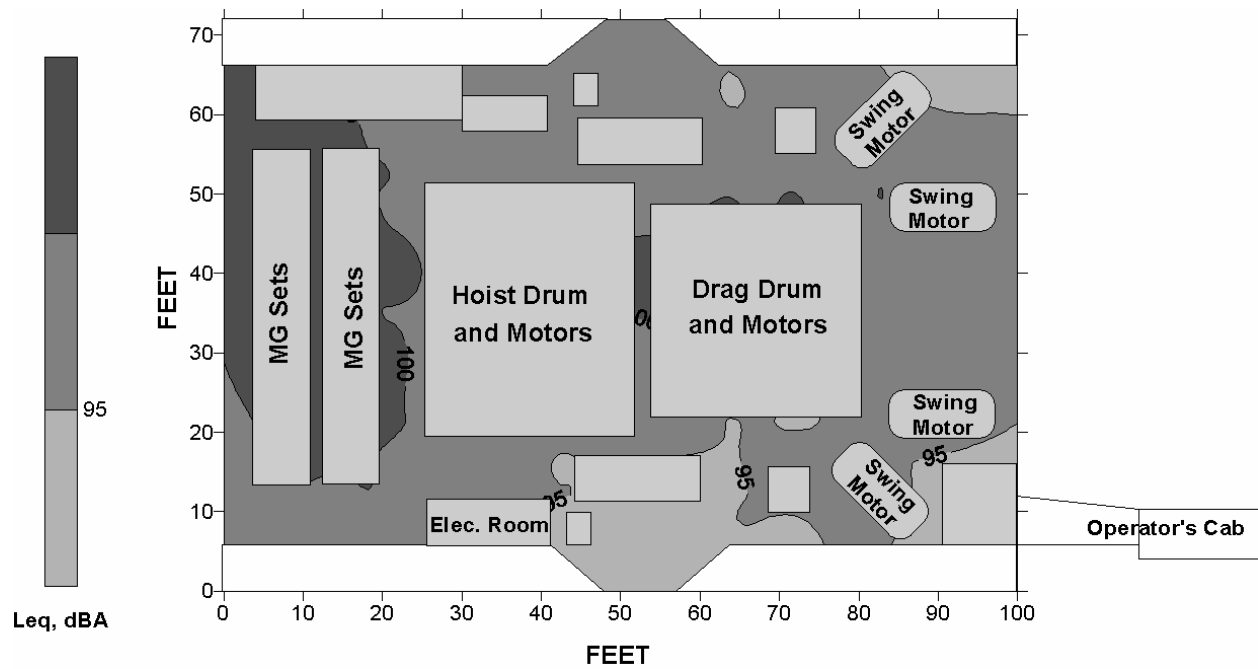 70
60
50
40
30
20
10
0
FEET
95
Leq, dBA
Swing
Motor
Swing
Motor
MG Sets
MG Sets
Hoist Drum
and Motors
Drag Drum
and Motors
100
Swing
Motor
95
95
Swing
Motor
Elec. Room
Operator's Cab
0 10 20 30 40 50 60 70 80 90 100
FEET